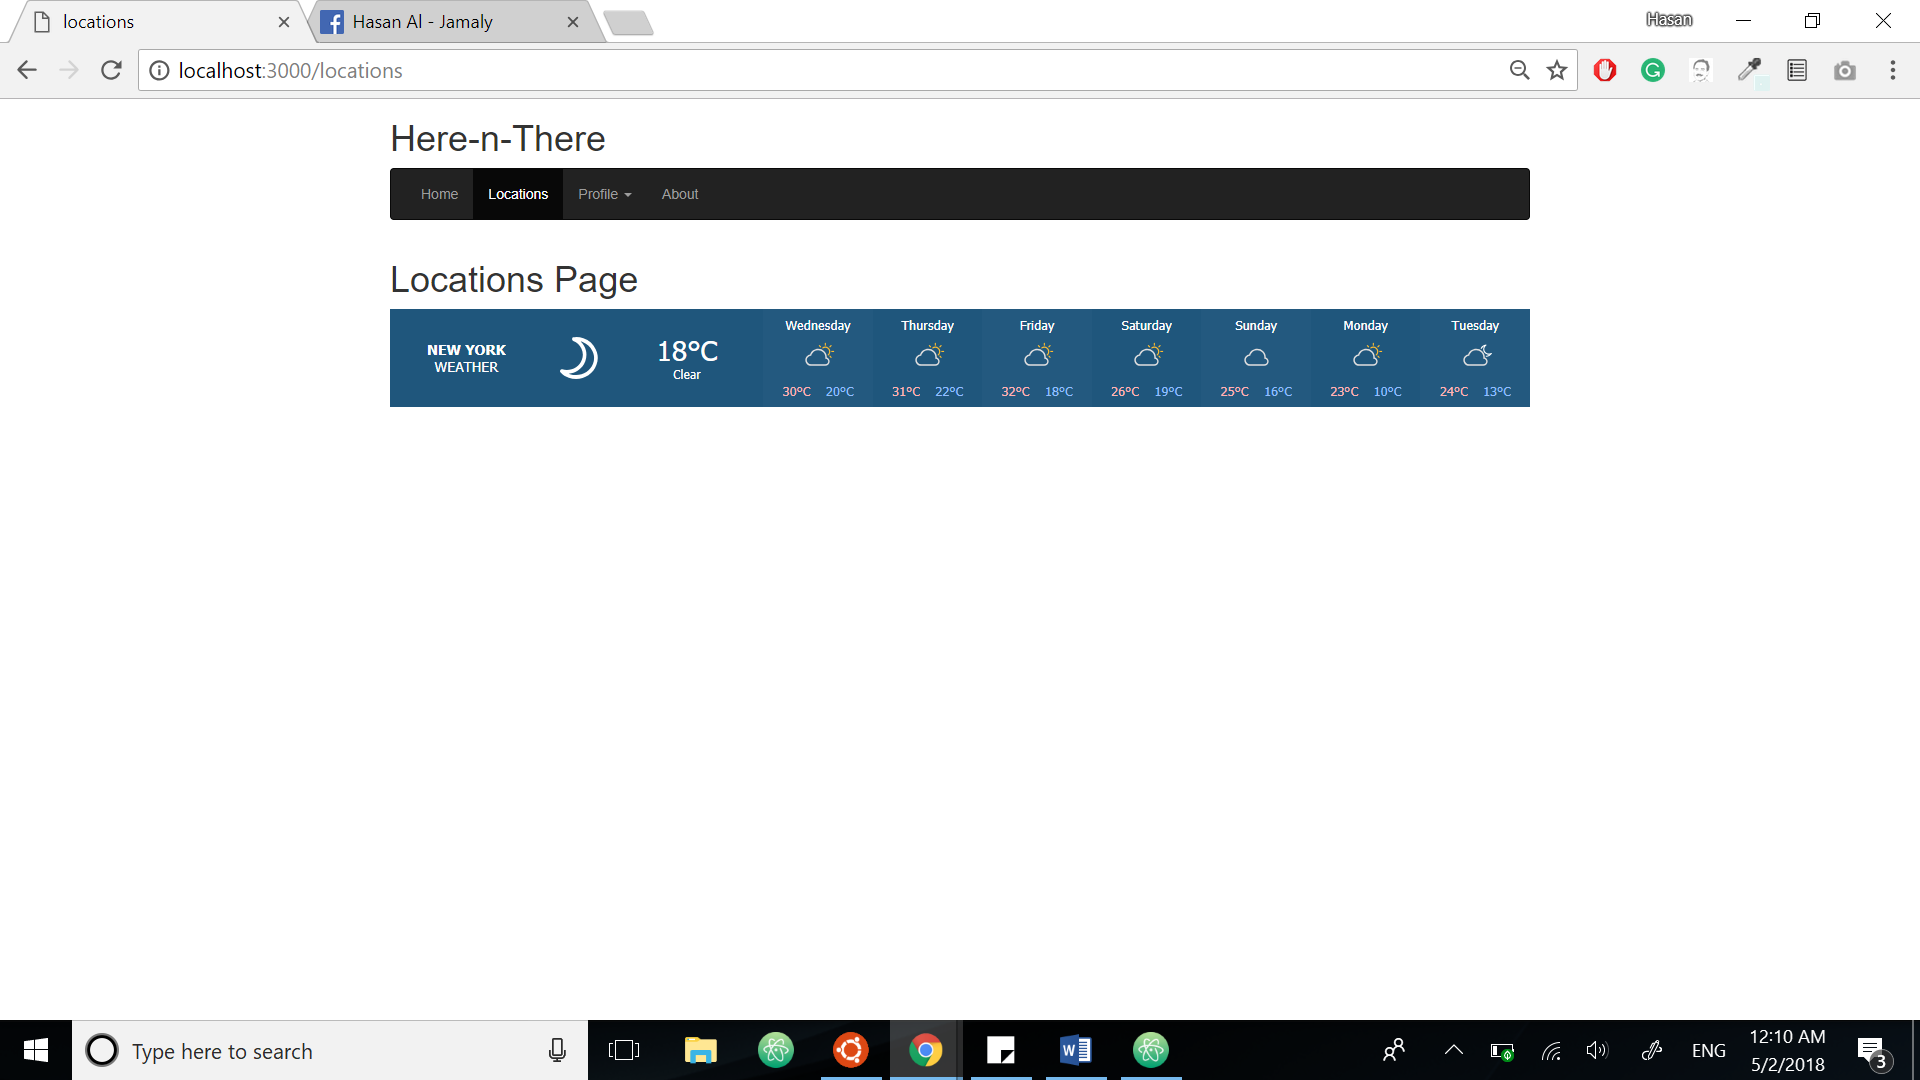 locations
Hasan Al - Jamaly
Hasan
localhost:3000/locations
Here-n-There
Home Locations Profile About
Locations Page
NEW YORK
WEATHER
18°C
Clear
Wednesday Thursday Friday Saturday Sunday Monday Tuesday
30°C 20°C 31°C 22°C 32°C 18°C 26°C 19°C 25°C 16°C 23°C 10°C 24°C 13°C
Type here to search
ENG
12:10 AM
5/2/2018
3